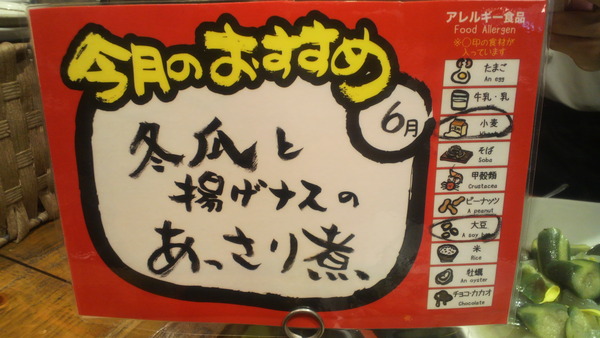 今月のおすすめ
6月
冬瓜と
揚げナスの
あっさり煮
アレルギー食品
Food Allergen
※○印の食材が
入っています
たまご
An egg
牛乳・乳
小麦
そば
Soba
甲殻類
Crustacea
ピーナッツ
A peanut
大豆
A soy bean
米
Rice
牡蠣
An oyster
チョコ・カカオ
Chocolate